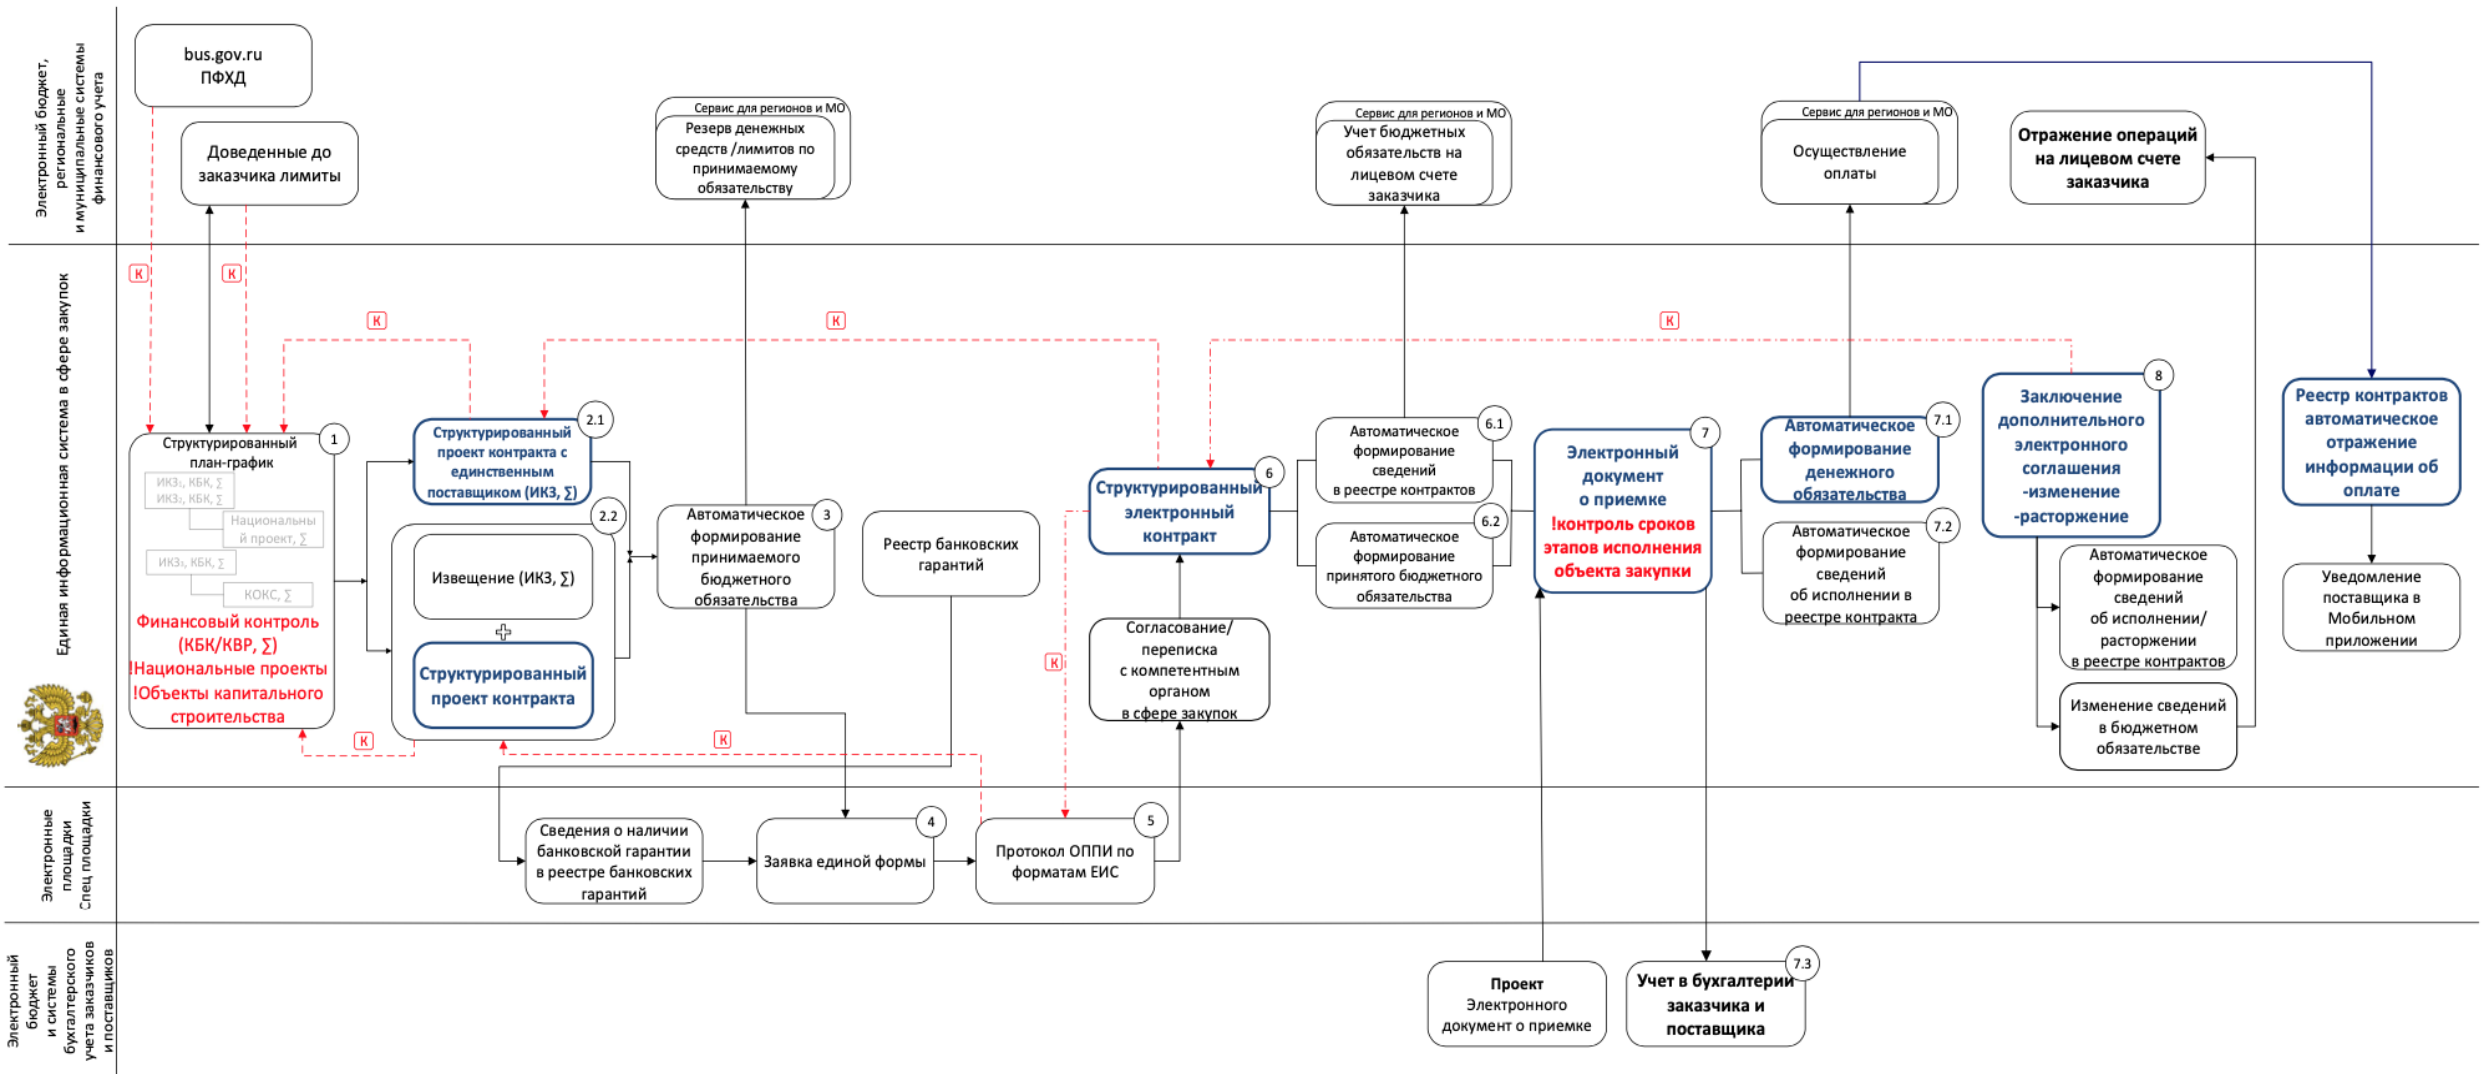 Электронный бюджет,
региональные
и муниципальные системы
финансового учета
bus.gov.ru
ПФХД
Доведенные до
заказчика лимиты
Сервис для регионов и МО
Резерв денежных
средств /лимитов по
принимаемому
обязательству
Сервис для регионов и МО
Учет бюджетных
обязательств на
лицевом счете
заказчика
Сервис для регионов и МО
Осуществление
оплаты
Отражение операций
на лицевом счете
заказчика
Единая информационная система в сфере закупок
К
К
К
К
К
1
Структурированный
план-график
ИКЗ₁, КБК, ∑
ИКЗ₂, КБК, ∑
Национальны
й проект, ∑
ИКЗ₃, КБК, ∑
КОКС, ∑
Финансовый контроль
(КБК/КВР, ∑)
!Национальные проекты
!Объекты капитального
строительства
2.1
Структурированный
проект контракта с
единственным
поставщиком (ИКЗ, ∑)
2.2
Извещение (ИКЗ, ∑)
Структурированный
проект контракта
К
К
3
Автоматическое
формирование
принимаемого
бюджетного
обязательства
Реестр банковских
гарантий
К
6
Структурированный
электронный
контракт
Согласование/
переписка
с компетентным
органом
в сфере закупок
6.1
Автоматическое
формирование
сведений
в реестре контрактов
6.2
Автоматическое
формирование
принятого бюджетного
обязательства
7
Электронный
документ
о приемке
!контроль сроков
этапов исполнения
объекта закупки
7.1
Автоматическое
формирование
денежного
обязательства
7.2
Автоматическое
формирование
сведений
об исполнении в
реестре контракта
8
Заключение
дополнительного
электронного
соглашения
-изменение
-расторжение
Автоматическое
формирование
сведений
об исполнении/
расторжении
в реестре контрактов
Изменение сведений
в бюджетном
обязательстве
Реестр контрактов
автоматическое
отражение
информации об
оплате
Уведомление
поставщика в
Мобильном
приложении
Электронные
площадки
Спец площадки
Сведения о наличии
банковской гарантии
в реестре банковских
гарантий
4
Заявка единой формы
5
Протокол ОППИ по
форматам ЕИС
Электронный
бюджет
и системы
бухгалтерского
учета заказчиков
и поставщиков
Проект
Электронного
документ о приемке
7.3
Учет в бухгалтерии
заказчика и
поставщика